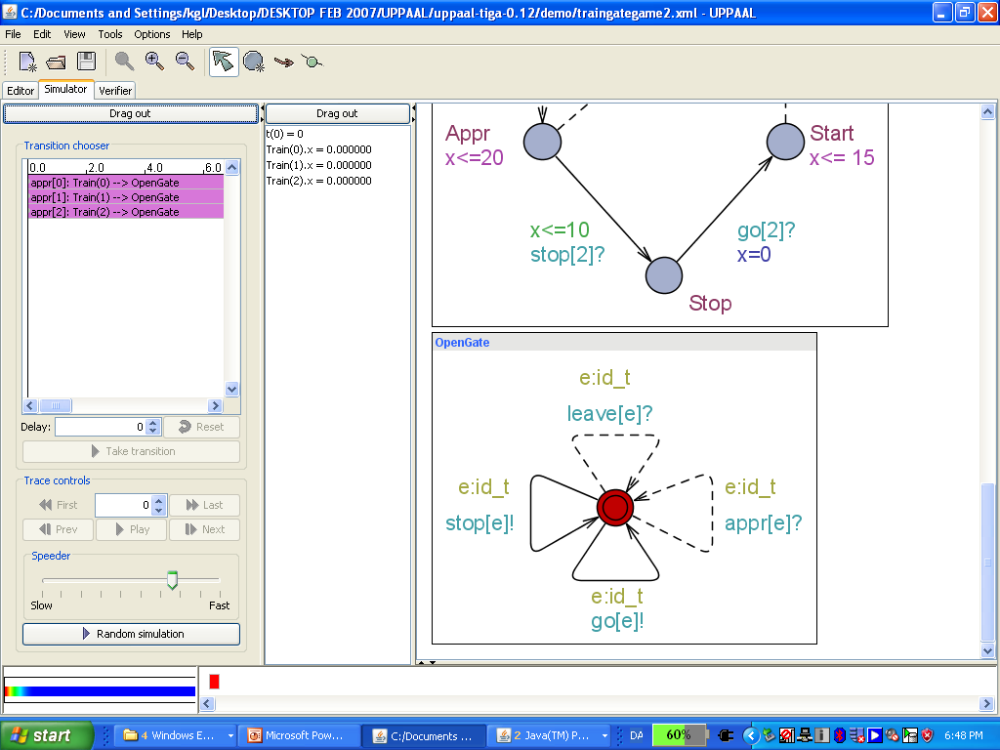 C:/Documents and Settings/kgl/Desktop/DESKTOP FEB 2007/UPPAAL/uppaal-tiga-0.12/demo/traingategame2.xml - UPPAAL
File Edit View Tools Options Help
Editor Simulator Verifier
Drag out
Transition chooser
0.0 ,2.0 ,4.0 ,6.0
appr[0]: Train(0) --> OpenGate
appr[1]: Train(1) --> OpenGate
appr[2]: Train(2) --> OpenGate
Delay: 0 Reset
Take transition
Trace controls
First 0 Last
Prev Play Next
Speeder
Slow Fast
Random simulation
Drag out
t(0) = 0
Train(0).x = 0.000000
Train(1).x = 0.000000
Train(2).x = 0.000000
Appr
x<=20
Start
x<= 15
x<=10
stop[2]?
go[2]?
x=0
Stop
OpenGate
e:id_t
leave[e]?
e:id_t
stop[e]!
e:id_t
appr[e]?
e:id_t
go[e]!
start
4 Windows E...
Microsoft Pow...
C:/Documents ...
2 Java(TM) P...
DA
60%
6:48 PM